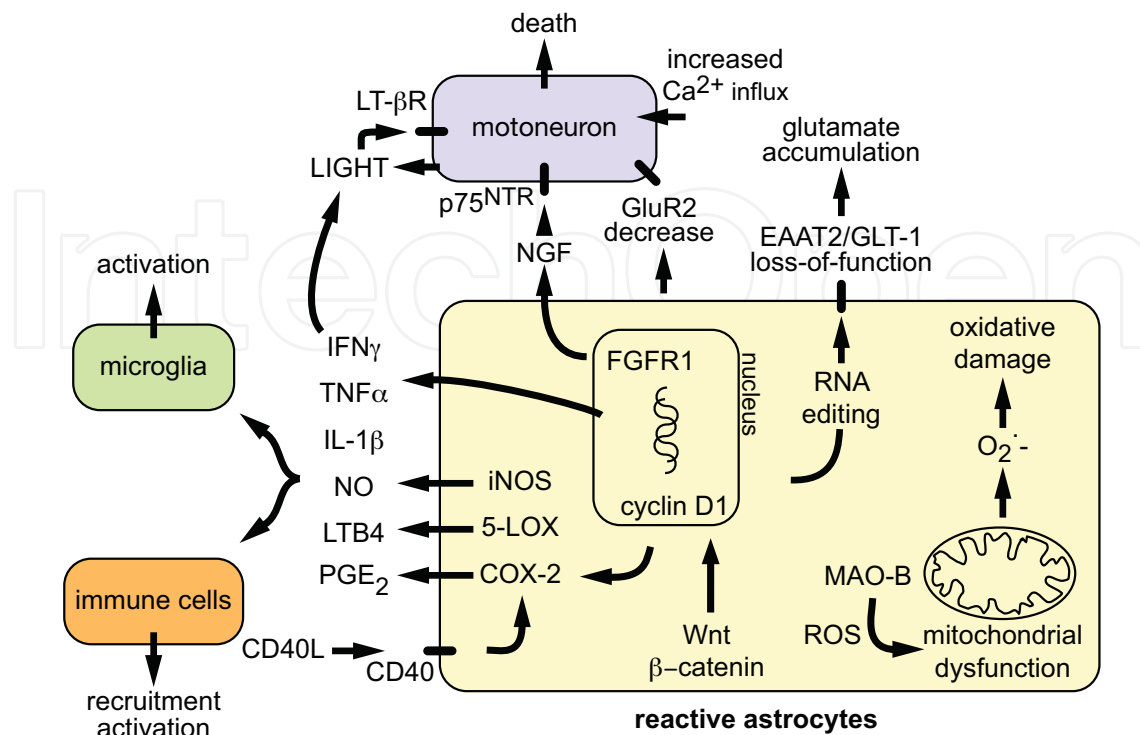 death
increased
Ca2+ influx
LT-βR
motoneuron
glutamate
accumulation
LIGHT
p75NTR
GluR2
decrease
NGF
EAAT2/GLT-1
loss-of-function
IntechOpen
activation
microglia
IFNγ
TNFα
IL-1β
NO
LTB4
PGE2
FGFR1
nucleus
cyclin D1
RNA
editing
oxidative
damage
O2·-
iNOS
5-LOX
COX-2
immune cells
CD40L
CD40
Wnt
β–catenin
MAO-B
ROS
mitochondrial
dysfunction
recruitment
activation
reactive astrocytes